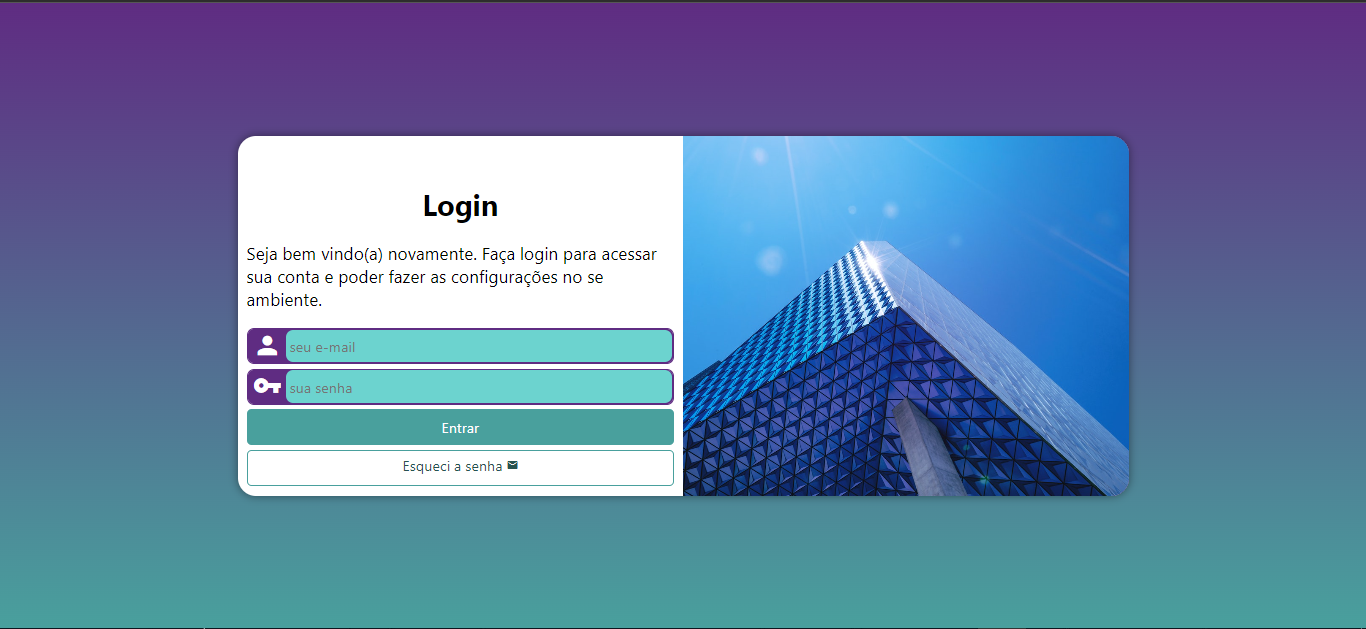 Login
Seja bem vindo(a) novamente. Faça login para acessar
sua conta e poder fazer as configurações no se
ambiente.
seu e-mail
sua senha
Entrar
Esqueci a senha